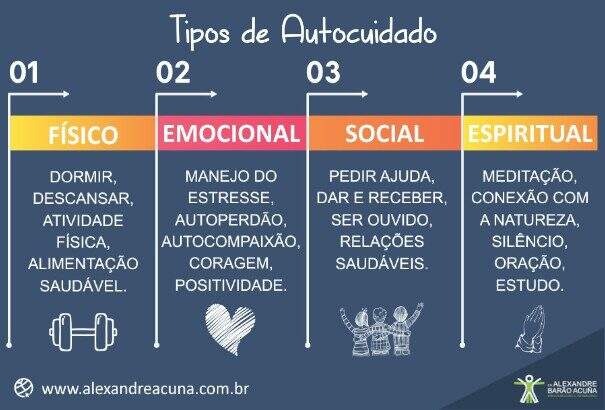 Tipos de Autocuidado
01
FÍSICO
DORMIR,
DESCANSAR,
ATIVIDADE
FÍSICA,
ALIMENTAÇÃO
SAUDÁVEL.
02
EMOCIONAL
MANEJO DO
ESTRESSE,
AUTOPERDÃO,
AUTOCOMPAIXÃO,
CORAGEM,
POSITIVIDADE.
03
SOCIAL
PEDIR AJUDA,
DAR E RECEBER,
SER OUVIDO,
RELAÇÕES
SAUDÁVEIS.
04
ESPIRITUAL
MEDITAÇÃO,
CONEXÃO COM
A NATUREZA,
SILÊNCIO,
ORAÇÃO,
ESTUDO.
www.alexandreacuna.com.br
ALEXANDRE
BARÃO ACUÑA